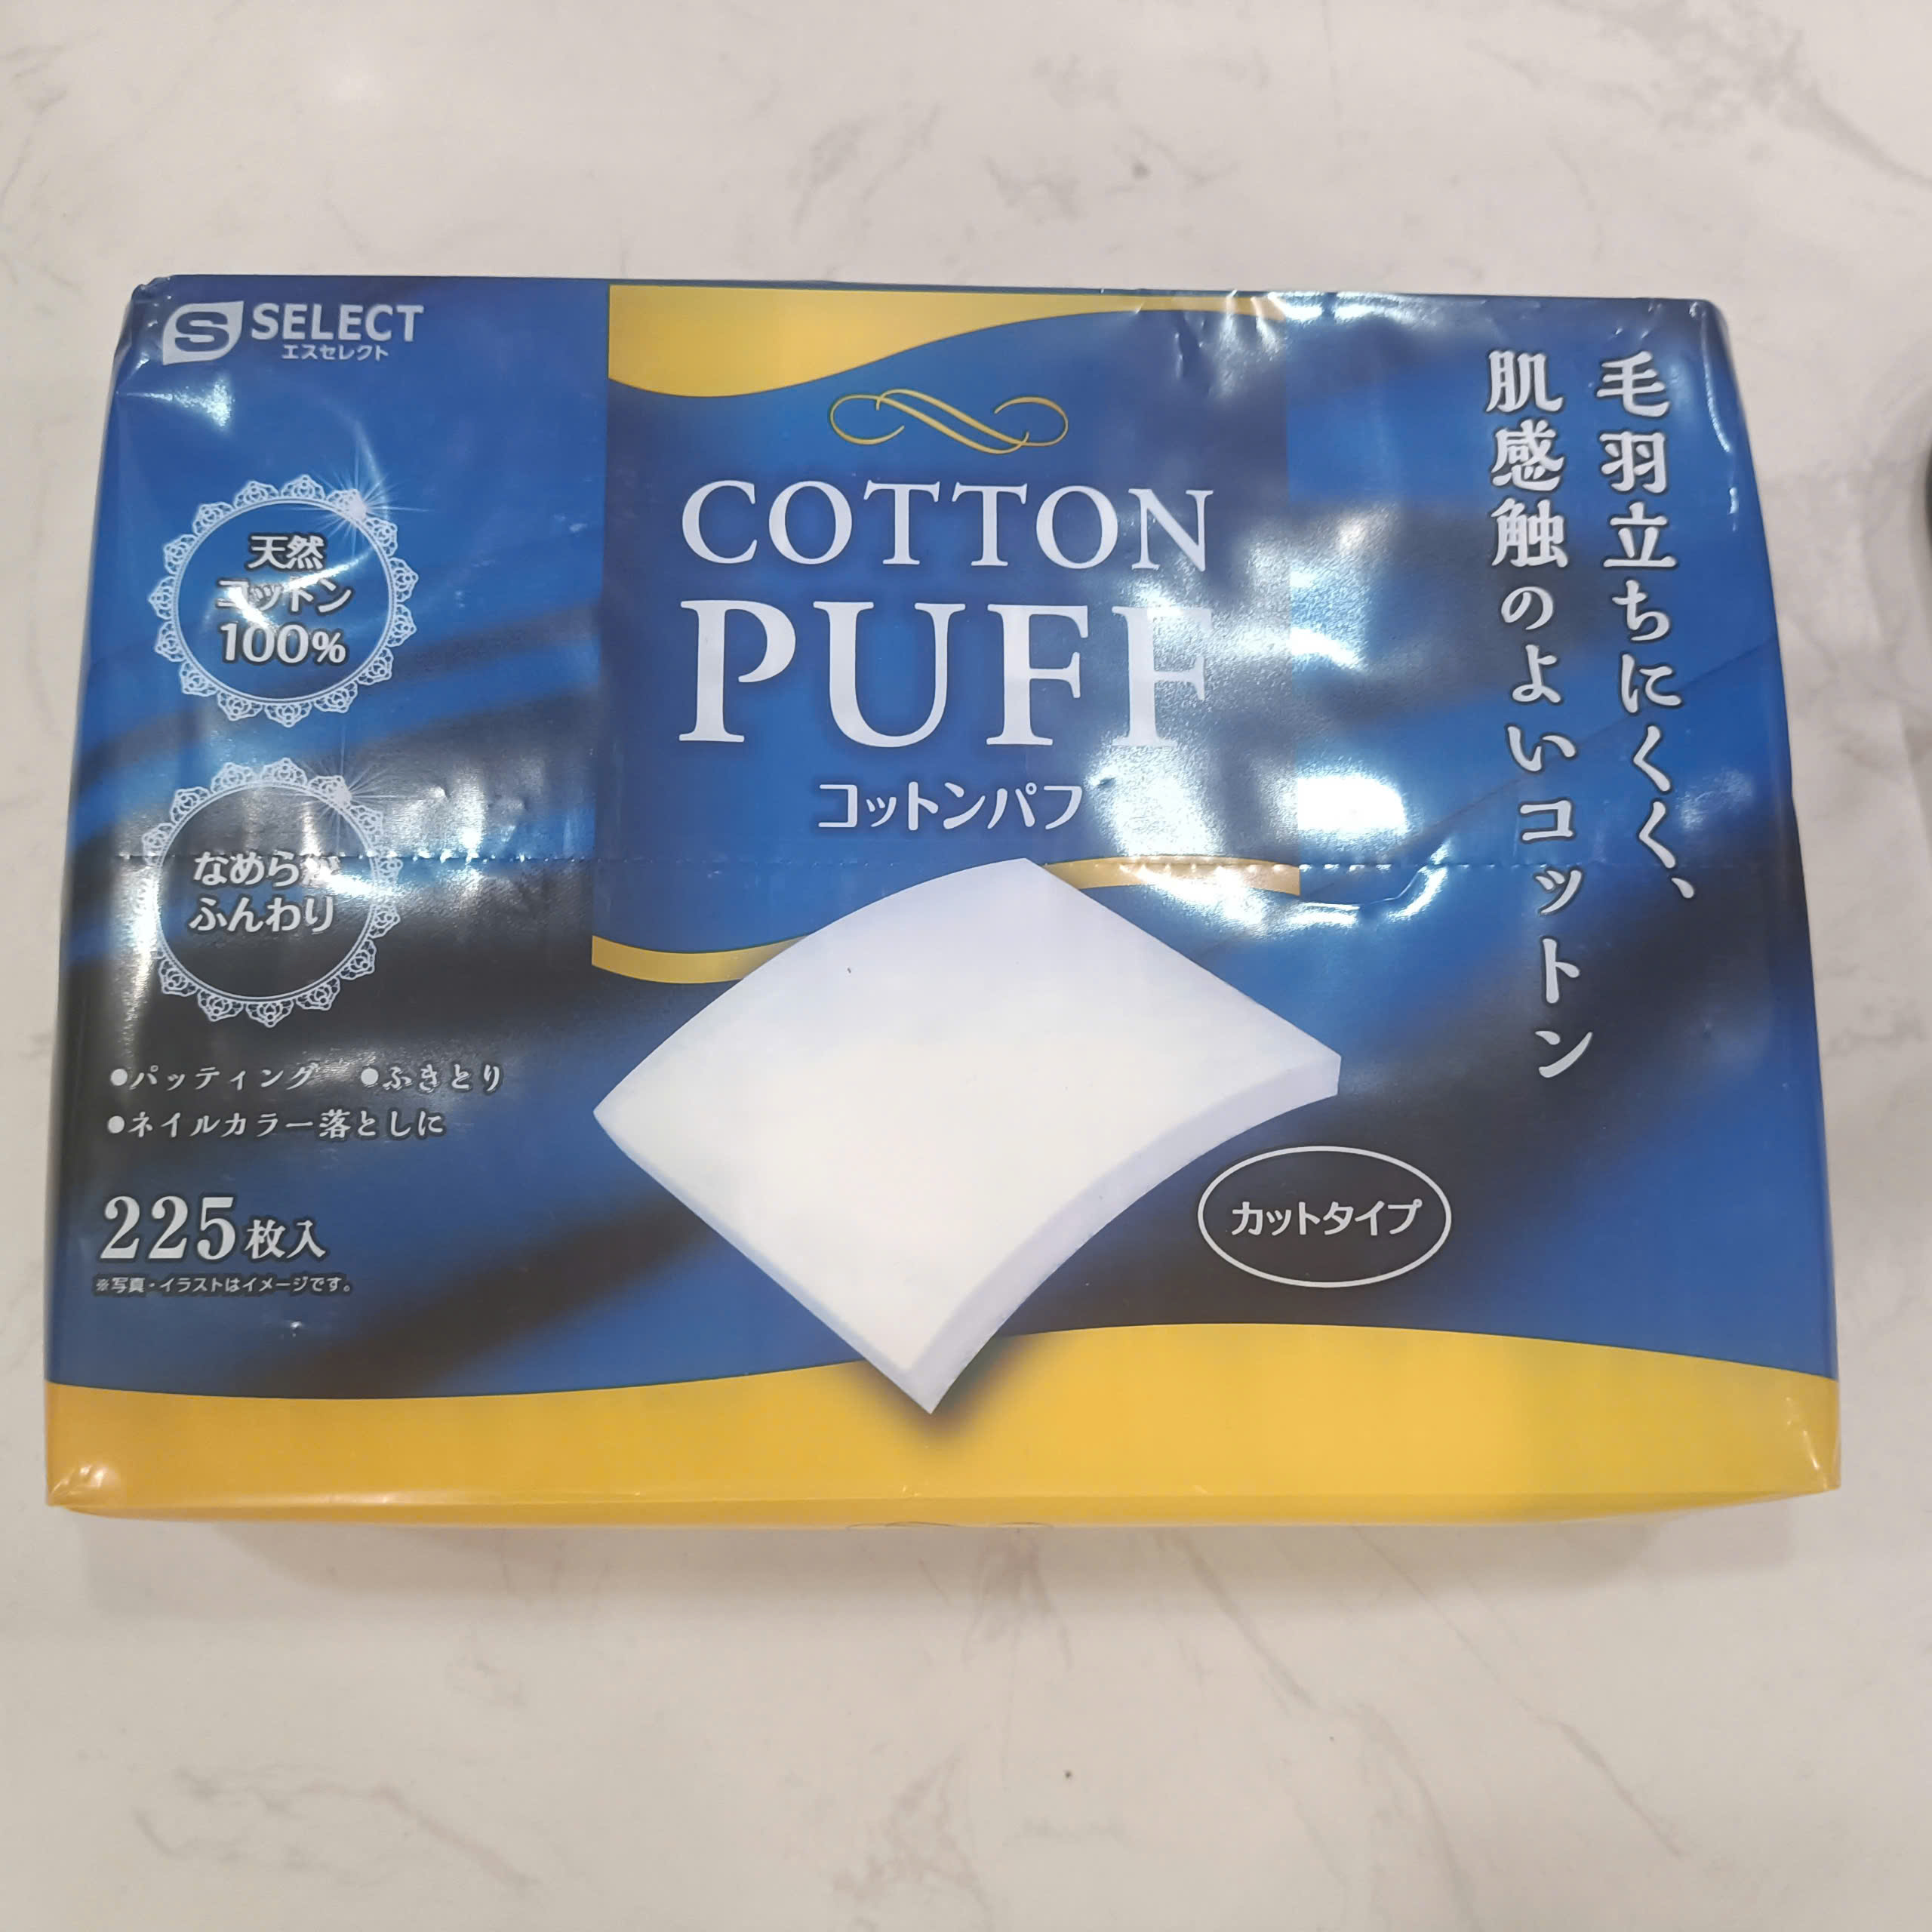 S SELECT
エスセレクト
天然
コットン
100%
なめらか
ふんわり
●パッティング ●ふきとり
●ネイルカラー落としに
225枚入
※写真・イラストはイメージです。
COTTON
PUFF
コットンパフ
毛羽立ちにくく、
肌感触のよいコットン
カットタイプ